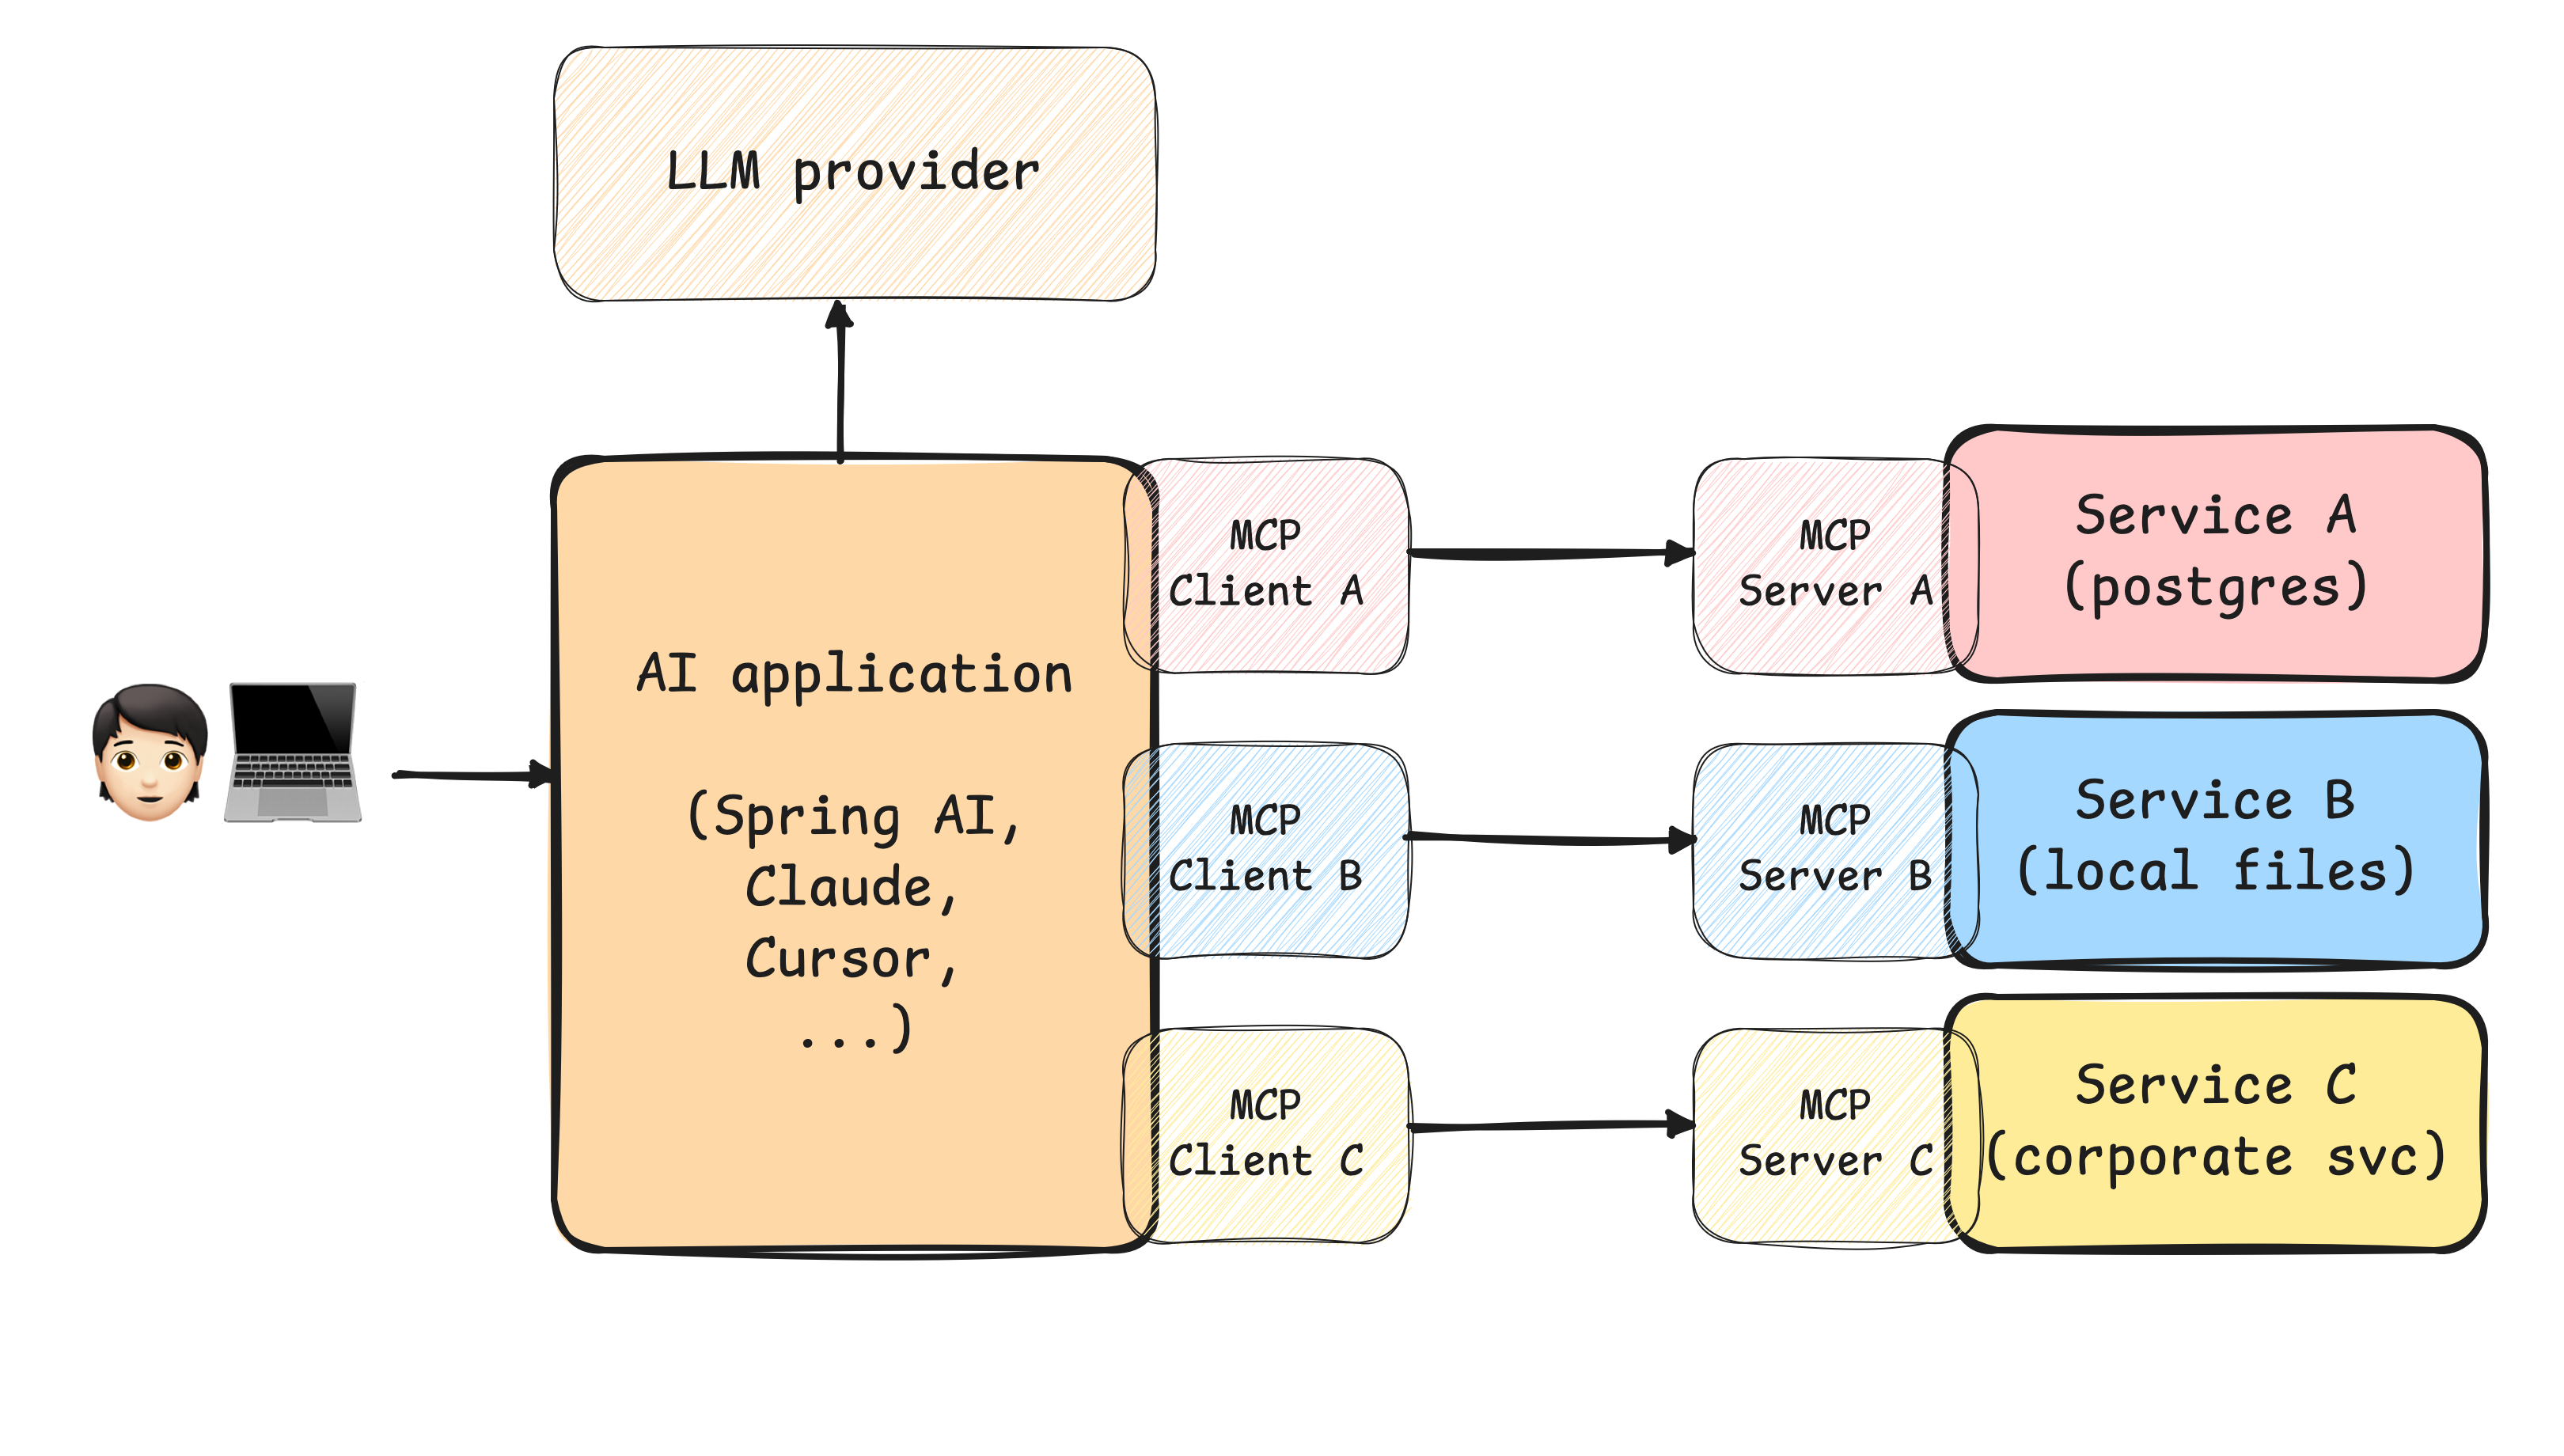 LLM provider
AI application
(Spring AI,
Claude,
Cursor,
...)
MCP
Client A
MCP
Server A
Service A
(postgres)
MCP
Client B
MCP
Server B
Service B
(local files)
MCP
Client C
MCP
Server C
Service C
(corporate svc)